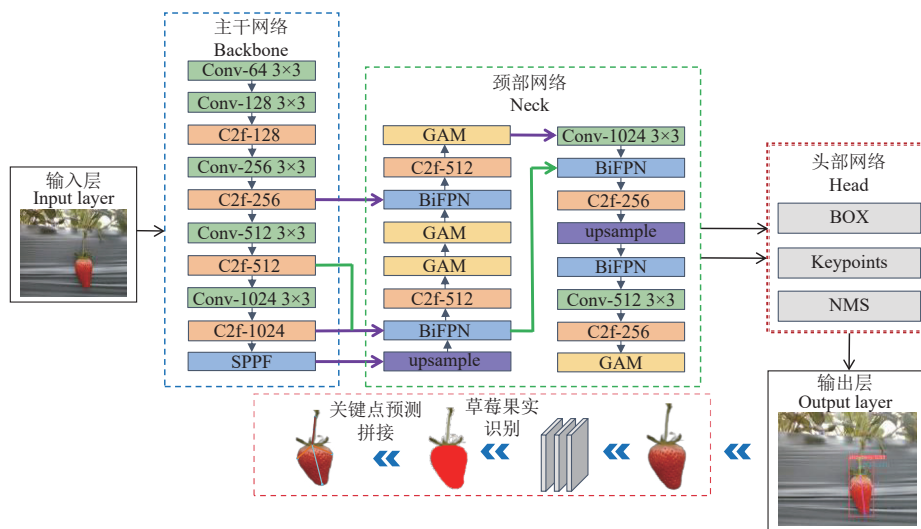 输入层
Input layer
主干网络
Backbone
Conv-64 3×3
Conv-128 3×3
C2f-128
Conv-256 3×3
C2f-256
Conv-512 3×3
C2f-512
Conv-1024 3×3
C2f-1024
SPPF
颈部网络
Neck
GAM
C2f-512
BiFPN
GAM
GAM
C2f-512
BiFPN
upsample
Conv-1024 3×3
BiFPN
C2f-256
upsample
BiFPN
Conv-512 3×3
C2f-256
GAM
头部网络
Head
BOX
Keypoints
NMS
输出层
Output layer
草莓果实
识别
关键点预测
拼接